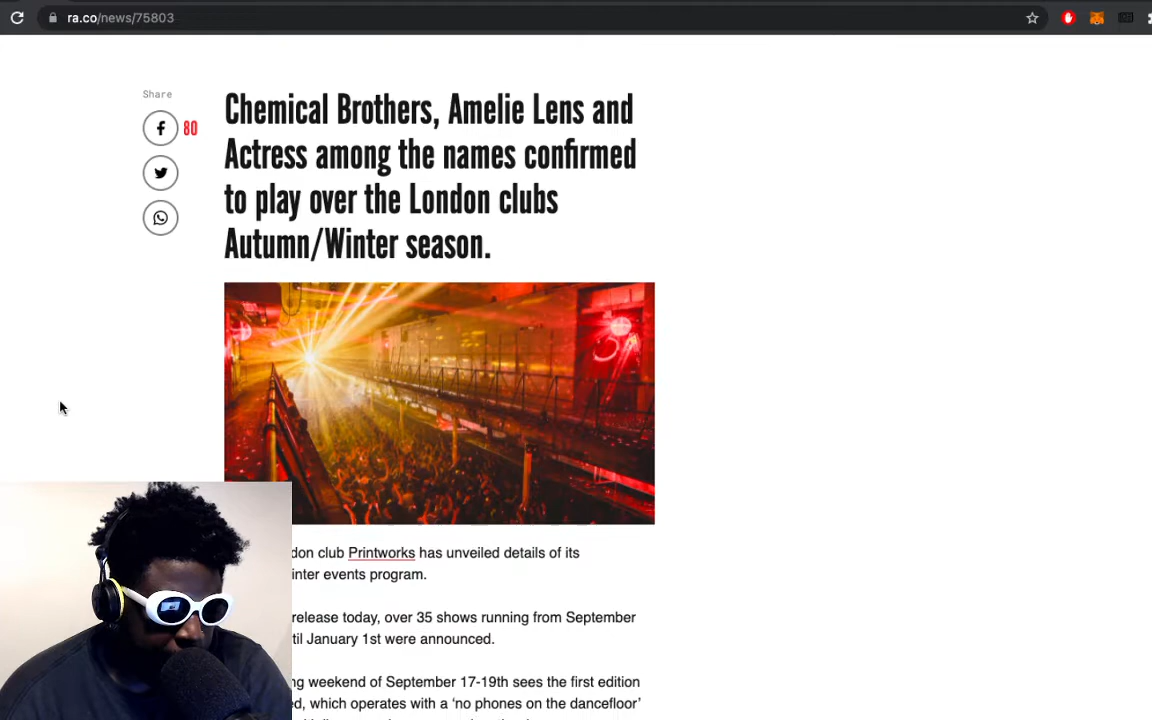 ra.co/news/75803
Share
80
Chemical Brothers, Amelie Lens and
Actress among the names confirmed
to play over the London clubs
Autumn/Winter season.
don club Printworks has unveiled details of its
inter events program.
release today, over 35 shows running from September
til January 1st were announced.
ng weekend of September 17-19th sees the first edition
ed, which operates with a ‘no phones on the dancefloor’